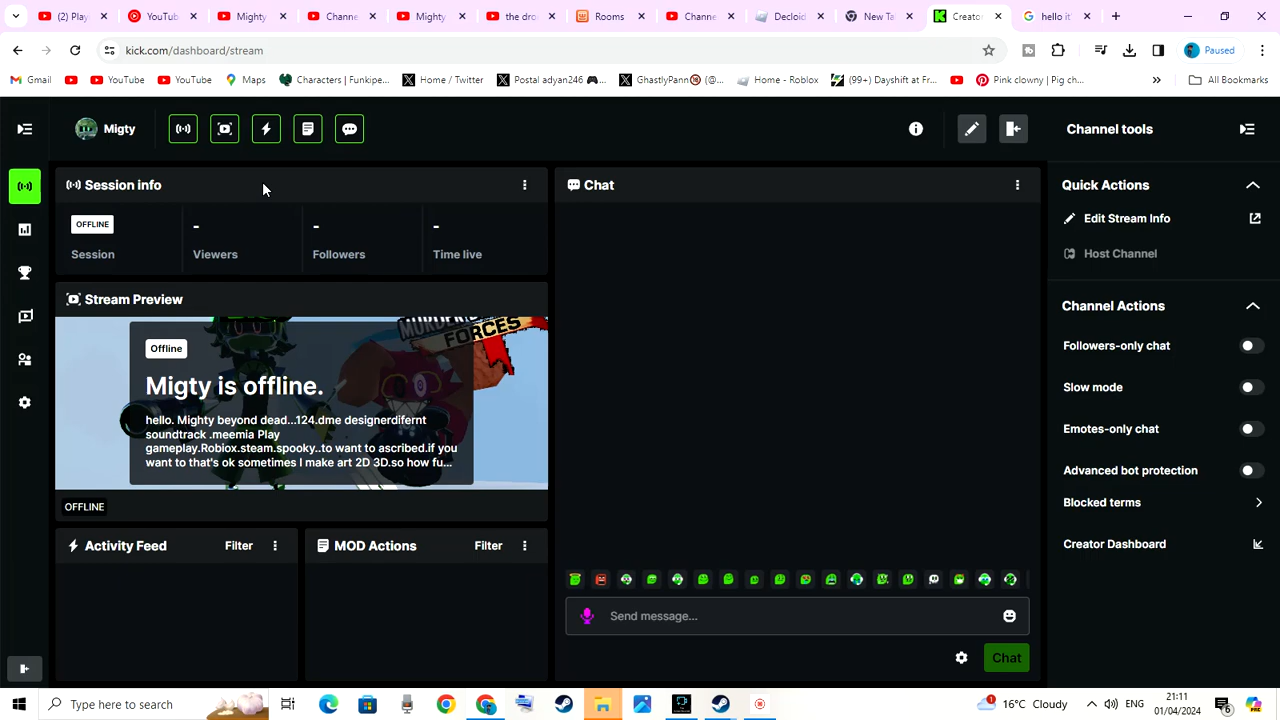 (2) Play
YouTube
Mighty
Channe
Mighty
the dro
Rooms
Channe
Decloid
New Ta
Creator
hello it'
kick.com/dashboard/stream
Paused
Gmail
YouTube
YouTube
Maps
Characters | Funkipe...
Home / Twitter
Postal adyan246
GhastlyPann (@...
Home - Roblox
(99+) Dayshift at Fr...
Pink clowny | Pig ch...
All Bookmarks
Migty
Channel tools
Session info
OFFLINE
-
-
-
Session
Viewers
Followers
Time live
Chat
Quick Actions
Edit Stream Info
Host Channel
Stream Preview
Offline
Migty is offline.
hello. Mighty beyond dead...124.dme designerdifernt
soundtrack .meemia Play
gameplay.Roblox.steam.spooky..to want to ascribed.if you
want to that's ok sometimes I make art 2D 3D.so how fu...
FORCES
OFFLINE
Channel Actions
Followers-only chat
Slow mode
Emotes-only chat
Advanced bot protection
Blocked terms
Creator Dashboard
Activity Feed
Filter
MOD Actions
Filter
Send message...
Chat
Type here to search
1
16°C Cloudy
ENG
21:11
01/04/2024
6